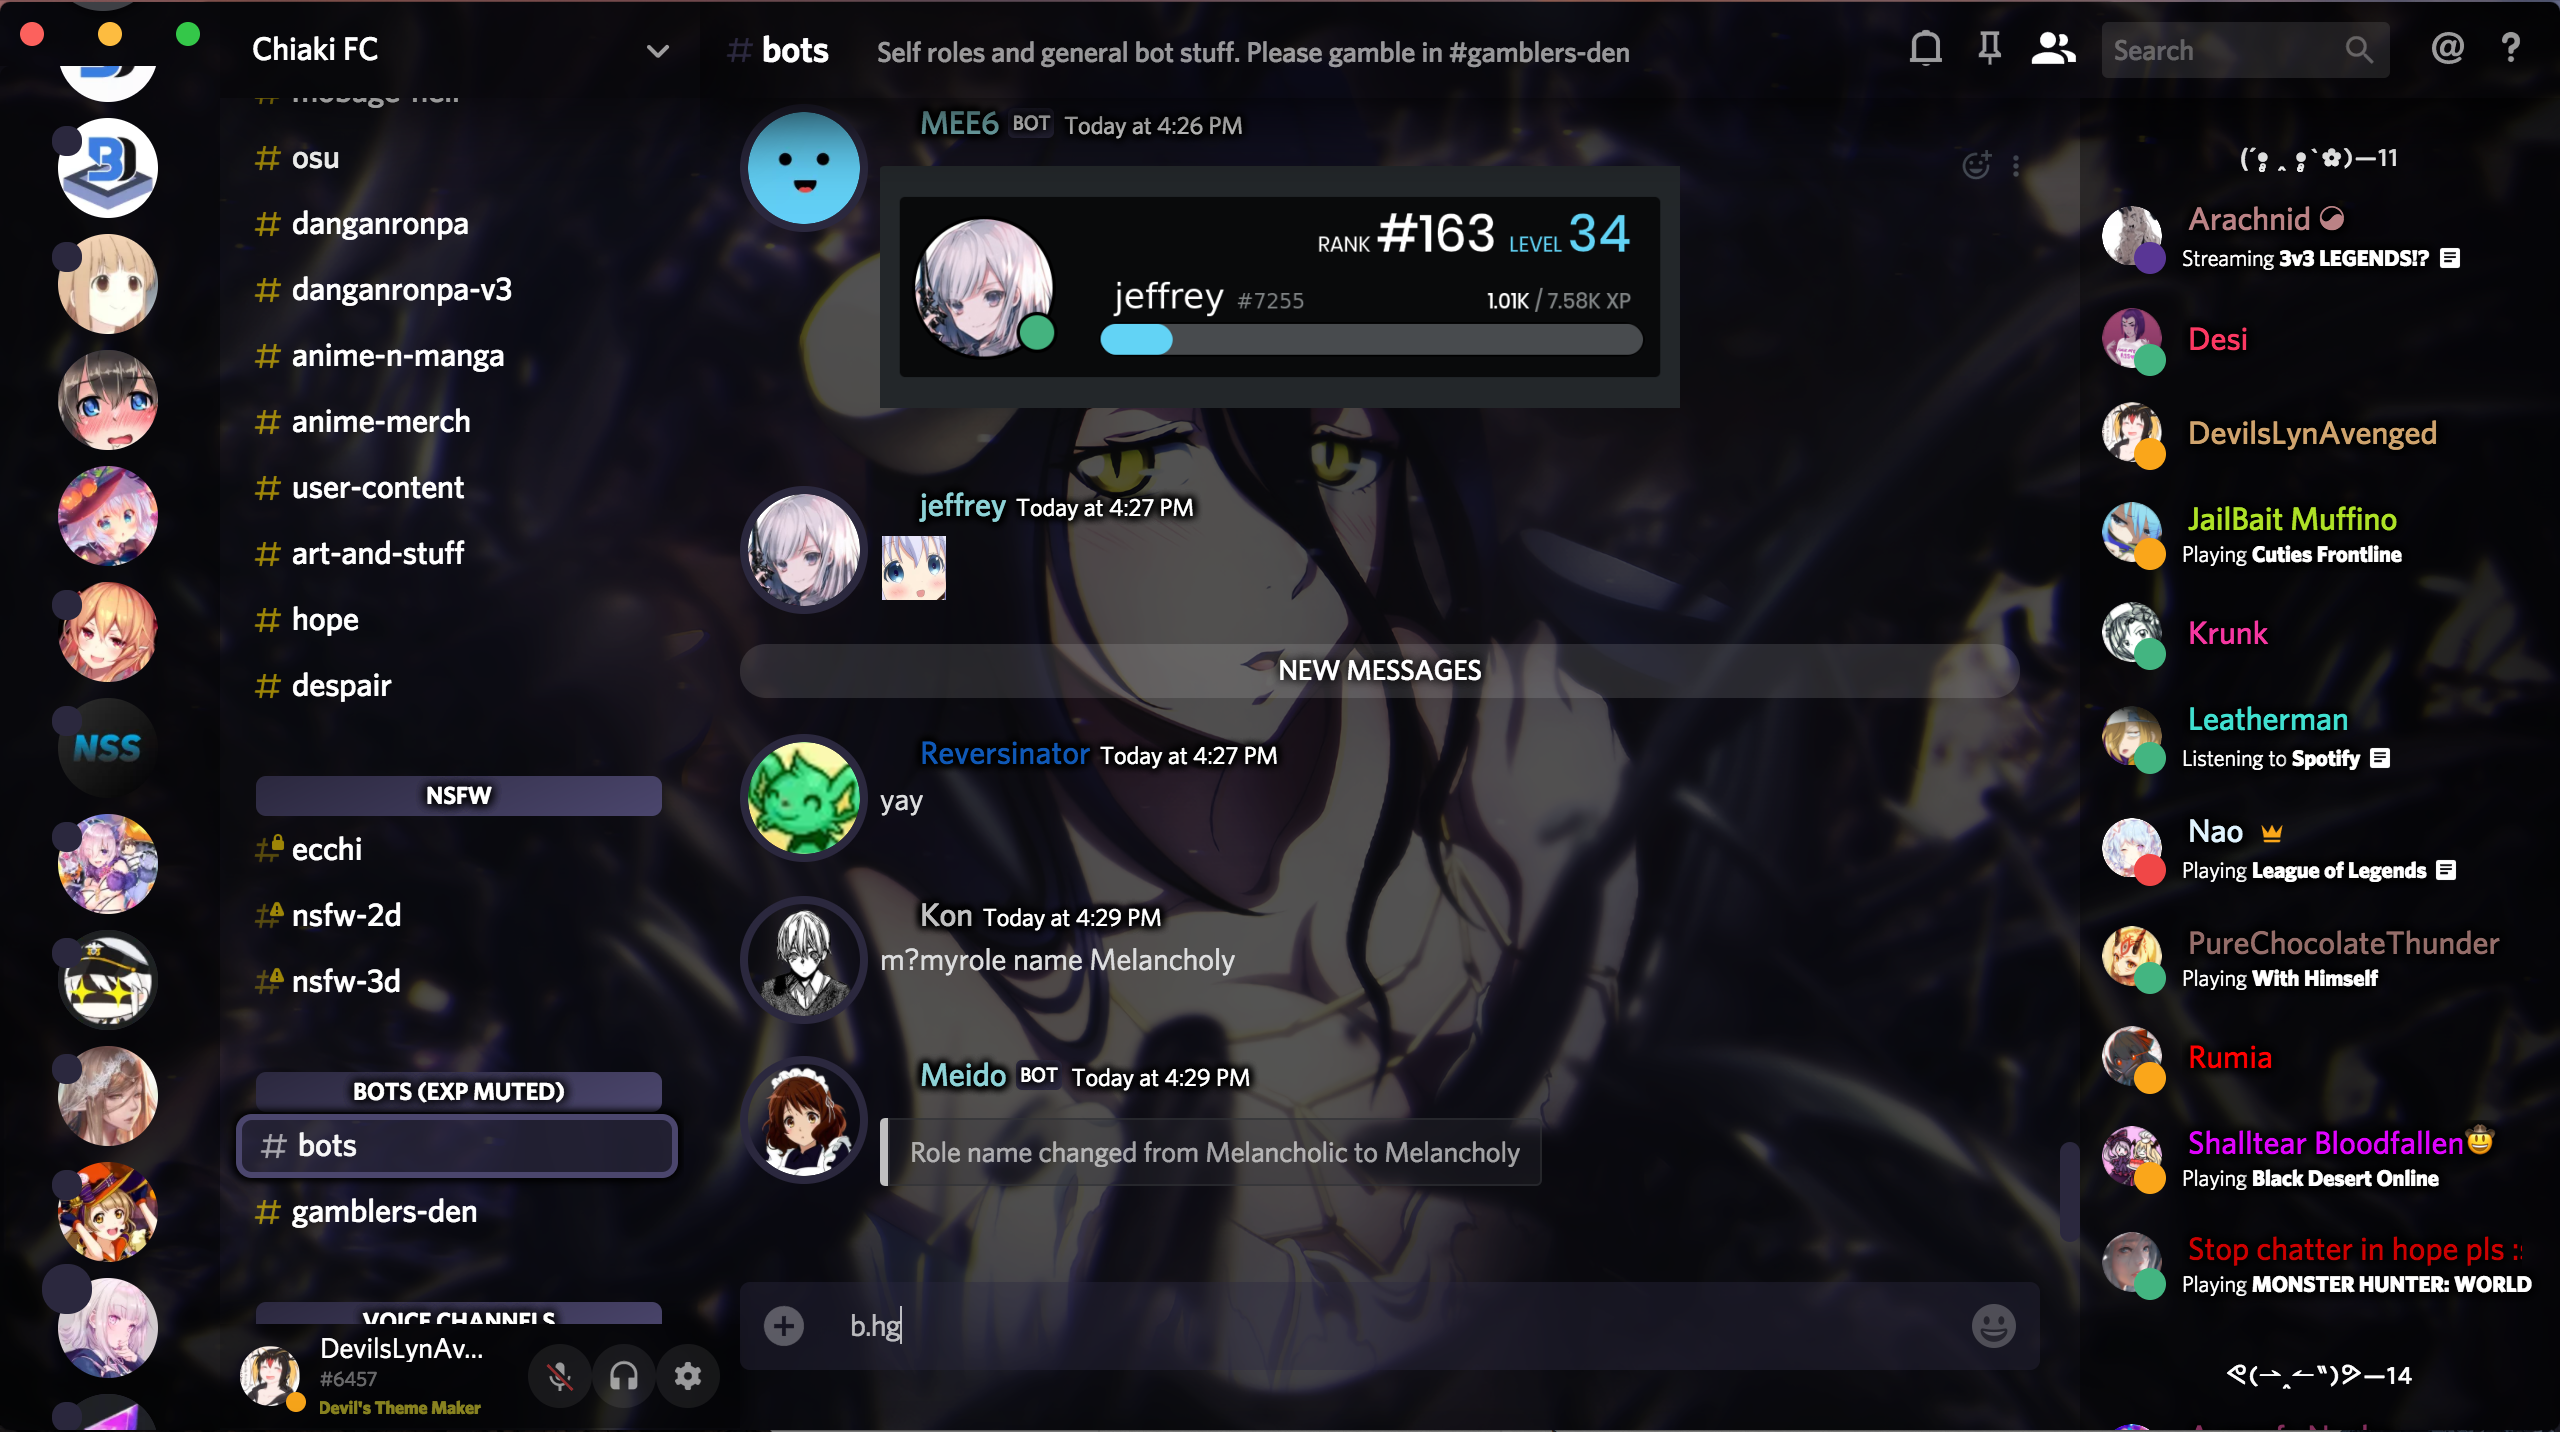 Chiaki FC
# bots
Self roles and general bot stuff. Please gamble in #gamblers-den
Search
@
?
# mobage-hell
# osu
# danganronpa
# danganronpa-v3
# anime-n-manga
# anime-merch
# user-content
# art-and-stuff
# hope
# despair
NSS
NSFW
# ecchi
# nsfw-2d
# nsfw-3d
BOTS (EXP MUTED)
# bots
# gamblers-den
VOICE CHANNELS
DevilsLynAv...
#6457
Devil's Theme Maker
MEE6 BOT Today at 4:26 PM
RANK #163 LEVEL 34
jeffrey #7255
1.01K / 7.58K XP
jeffrey Today at 4:27 PM
NEW MESSAGES
Reversinator Today at 4:27 PM
yay
Kon Today at 4:29 PM
m?myrole name Melancholy
Meido BOT Today at 4:29 PM
Role name changed from Melancholic to Melancholy
b.hg
—11
Arachnid
Streaming 3v3 LEGENDS!?
Desi
DevilsLynAvenged
JailBait Muffino
Playing Cuties Frontline
Krunk
Leatherman
Listening to Spotify
Nao
Playing League of Legends
PureChocolateThunder
Playing With Himself
Rumia
Shalltear Bloodfallen🤠
Playing Black Desert Online
Stop chatter in hope pls :
Playing MONSTER HUNTER: WORLD
—14